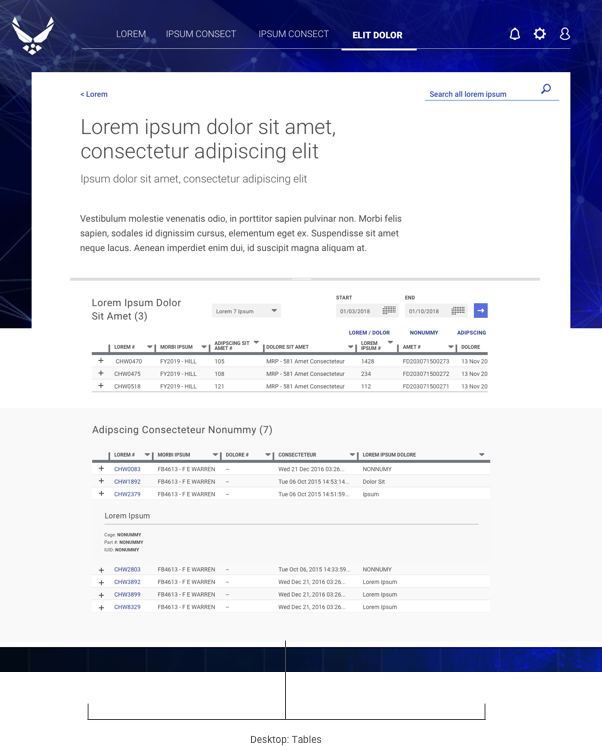 LOREM IPSUM CONSECT IPSUM CONSECT ELIT DOLOR
< Lorem
Search all lorem ipsum
Lorem ipsum dolor sit amet,
consectetur adipiscing elit
Ipsum dolor sit amet, consectetur adipiscing elit
Vestibulum molestie venenatis odio, in porttitor sapien pulvinar non. Morbi felis
sapien, sodales id dignissim cursus, elementum eget ex. Suspendisse sit amet
neque lacus. Aenean imperdiet enim dui, id suscipit magna aliquam at.
START END
Lorem Ipsum Dolor
Sit Amet (3)
Lorem 7 Ipsum 01/03/2018 01/10/2018
LOREM / DOLOR NONUMMY ADIPSCING
LOREM # MORBI IPSUM ADIPSCING SIT AMET # DOLORE SIT AMET LOREM IPSUM # AMET # DOLORE
+ CHW0470 FY2019 - HILL 105 MRP - 581 Amet Consecteteur 1428 FD203071500273 13 Nov 20
+ CHW0475 FY2019 - HILL 108 MRP - 581 Amet Consecteteur 234 FD203071500272 13 Nov 20
+ CHW0518 FY2019 - HILL 121 MRP - 581 Amet Consecteteur 112 FD203071500271 13 Nov 20
Adipscing Consecteteur Nonummy (7)
LOREM # MORBI IPSUM DOLORE # CONSECTETEUR LOREM IPSUM DOLORE
+ CHW0083 FB4613 - F E WARREN -- Wed 21 Dec 2016 03:26... NONNUMY
+ CHW1892 FB4613 - F E WARREN -- Tue 06 Oct 2015 14:53:14... Dolor Sit
+ CHW2379 FB4613 - F E WARREN -- Tue 06 Oct 2015 14:51:59... Ipsum
Lorem Ipsum
Cage: NONUMMY
Part #: NONUMMY
IUID: NONUMMY
+ CHW2803 FB4613 - F E WARREN -- Tue Oct 06, 2015 14:33:59... NONNUMY
+ CHW3892 FB4613 - F E WARREN -- Wed Dec 21, 2016 03:26... Lorem Ipsum
+ CHW3899 FB4613 - F E WARREN -- Wed Dec 21, 2016 03:26... Lorem Ipsum
+ CHW8329 FB4613 - F E WARREN -- Wed Dec 21, 2016 03:26... Lorem Ipsum
Desktop: Tables